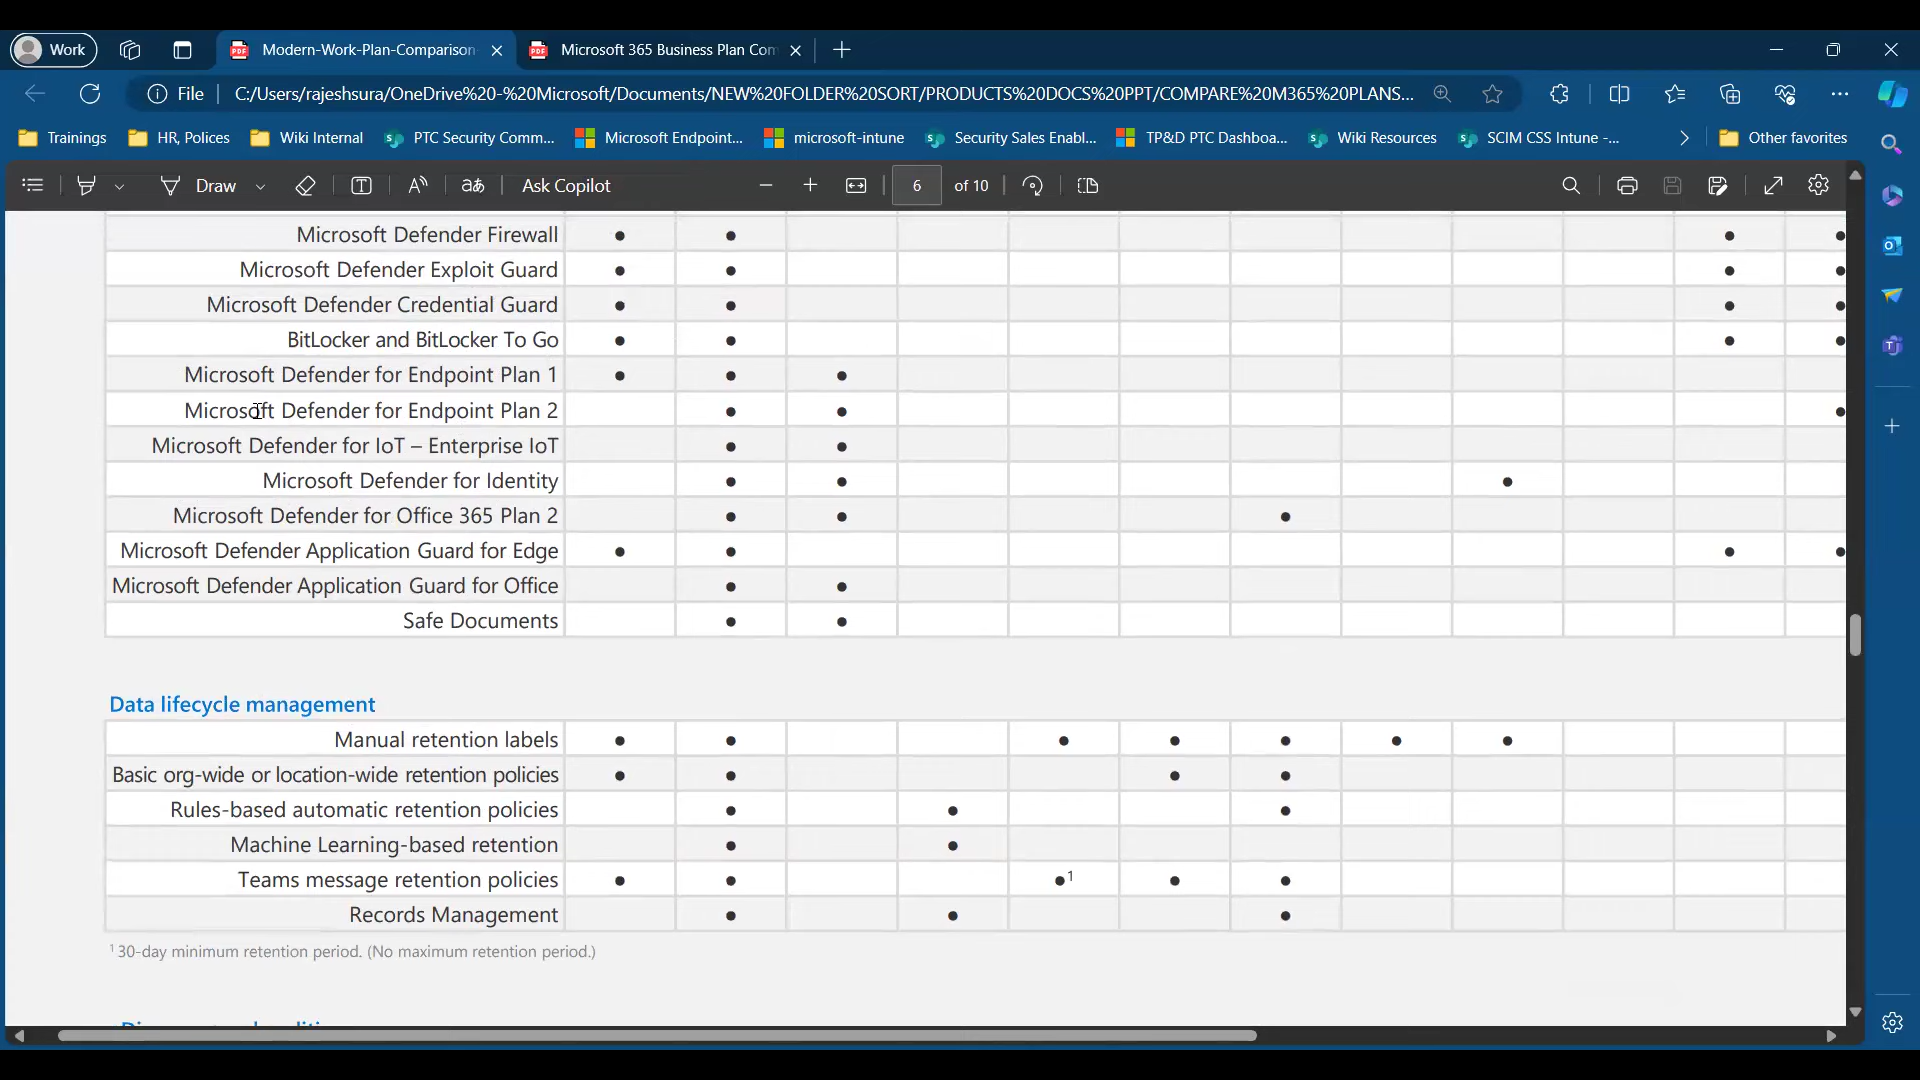 Work
Modern-Work-Plan-Comparison-
Microsoft 365 Business Plan Com
File
C:/Users/rajeshsura/OneDrive%20-%20Microsoft/Documents/NEW%20FOLDER%20SORT/PRODUCTS%20DOCS%20PPT/COMPARE%20M365%20PLANS...
Trainings
HR, Polices
Wiki Internal
PTC Security Comm...
Microsoft Endpoint...
microsoft-intune
Security Sales Enabl...
TP&D PTC Dashboa...
Wiki Resources
SCIM CSS Intune -...
Other favorites
Draw
Ask Copilot
6 of 10
Microsoft Defender Firewall
Microsoft Defender Exploit Guard
Microsoft Defender Credential Guard
BitLocker and BitLocker To Go
Microsoft Defender for Endpoint Plan 1
Microsoft Defender for Endpoint Plan 2
Microsoft Defender for IoT – Enterprise IoT
Microsoft Defender for Identity
Microsoft Defender for Office 365 Plan 2
Microsoft Defender Application Guard for Edge
Microsoft Defender Application Guard for Office
Safe Documents
Data lifecycle management
Manual retention labels
Basic org-wide or location-wide retention policies
Rules-based automatic retention policies
Machine Learning-based retention
Teams message retention policies
1
Records Management
1 30-day minimum retention period. (No maximum retention period.)